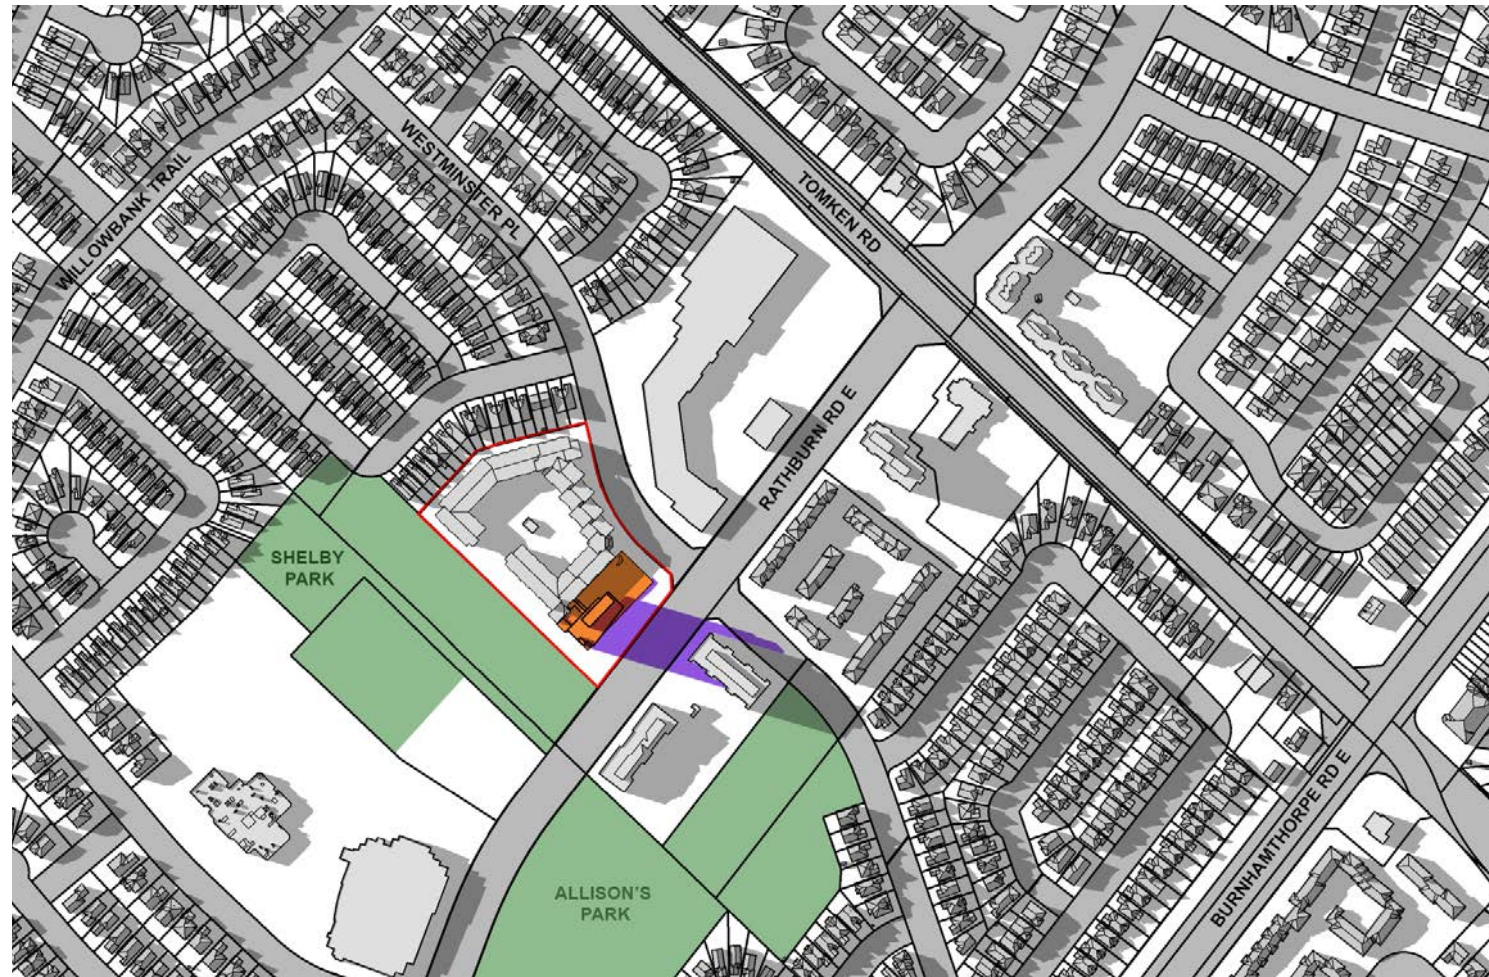 WILLOWBANK TRAIL
WESTMINSTER PL
TOMKEN RD
RATHBURN RD E
SHELBY
PARK
ALLISON'S
PARK
BURNHAMTHORPE RD E